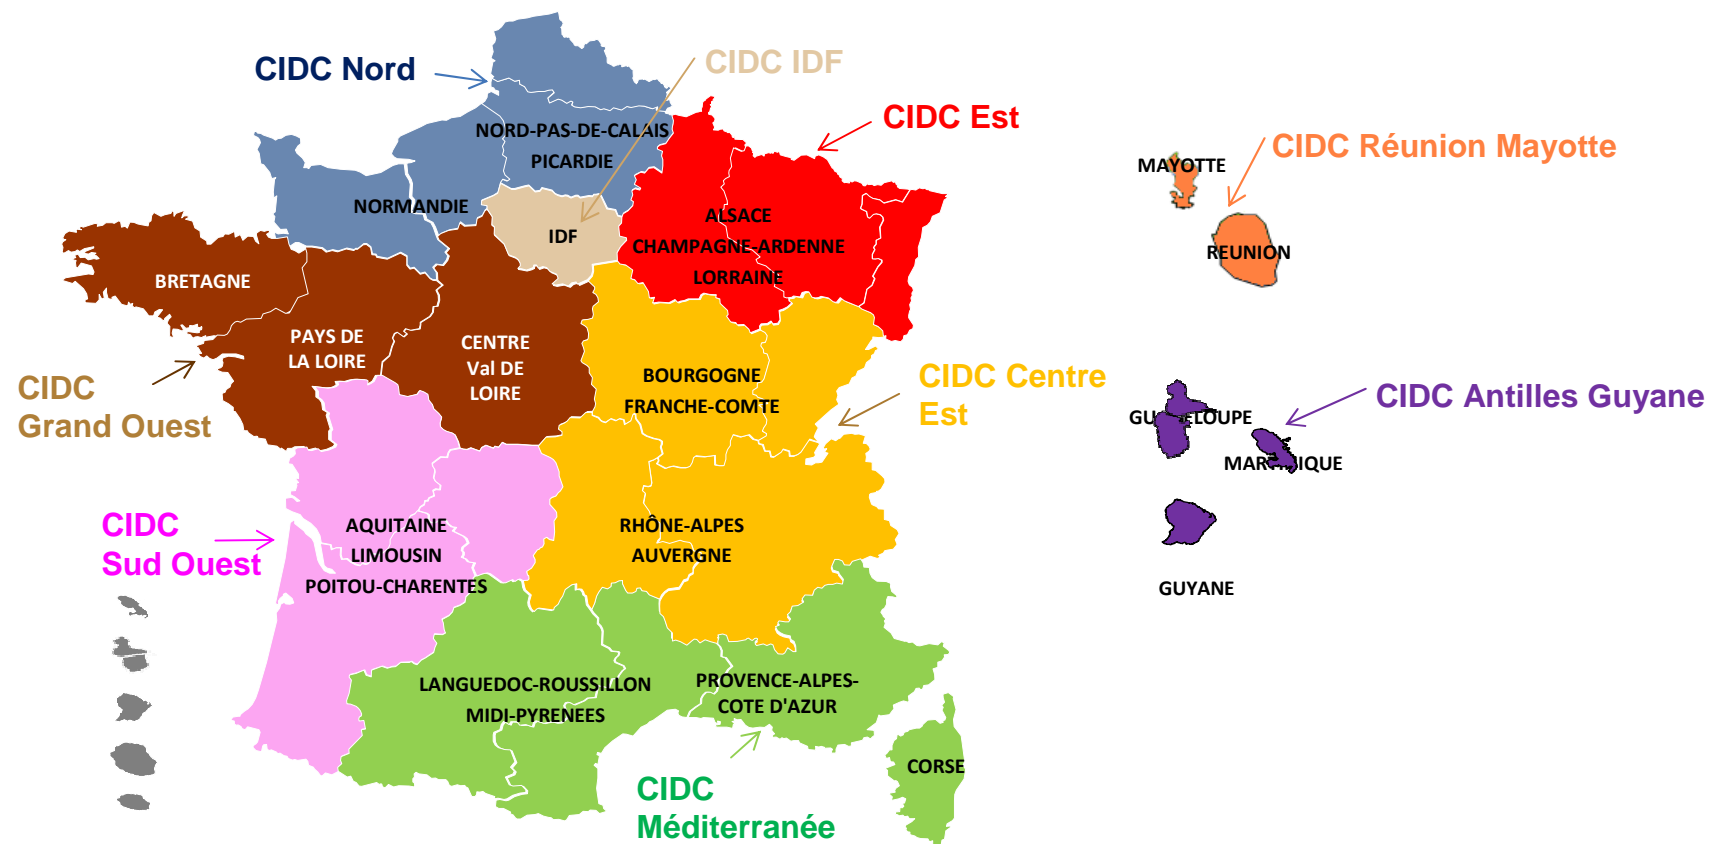 CIDC Nord
CIDC IDF
CIDC Est
NORD-PAS-DE-CALAIS
PICARDIE
NORMANDIE
IDF
ALSACE
CHAMPAGNE-ARDENNE
LORRAINE
BRETAGNE
PAYS DE
LA LOIRE
CENTRE
Val DE
LOIRE
CIDC
Grand Ouest
BOURGOGNE
FRANCHE-COMTE
CIDC Centre
Est
CIDC
Sud Ouest
AQUITAINE
LIMOUSIN
POITOU-CHARENTES
RHÔNE-ALPES
AUVERGNE
LANGUEDOC-ROUSSILLON
MIDI-PYRENEES
PROVENCE-ALPES-
COTE D'AZUR
CORSE
CIDC
Méditerranée
MAYOTTE
CIDC Réunion Mayotte
REUNION
CIDC Antilles Guyane
GUADELOUPE
MARTINIQUE
GUYANE